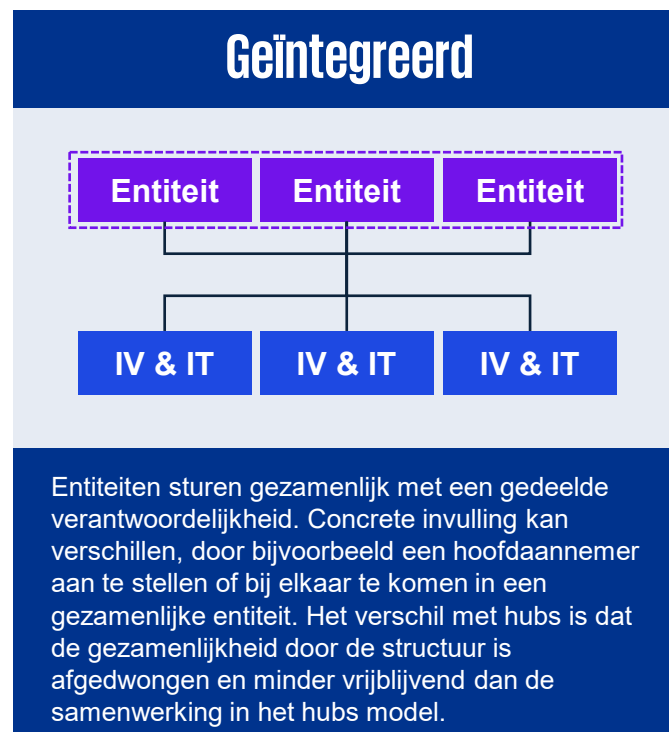 Geïntegreerd
Entiteit Entiteit Entiteit
IV & IT IV & IT IV & IT
Entiteiten sturen gezamenlijk met een gedeelde
verantwoordelijkheid. Concrete invulling kan
verschillen, door bijvoorbeeld een hoofdaannemer
aan te stellen of bij elkaar te komen in een
gezamenlijke entiteit. Het verschil met hubs is dat
de gezamenlijkheid door de structuur is
afgedwongen en minder vrijblijvend dan de
samenwerking in het hubs model.